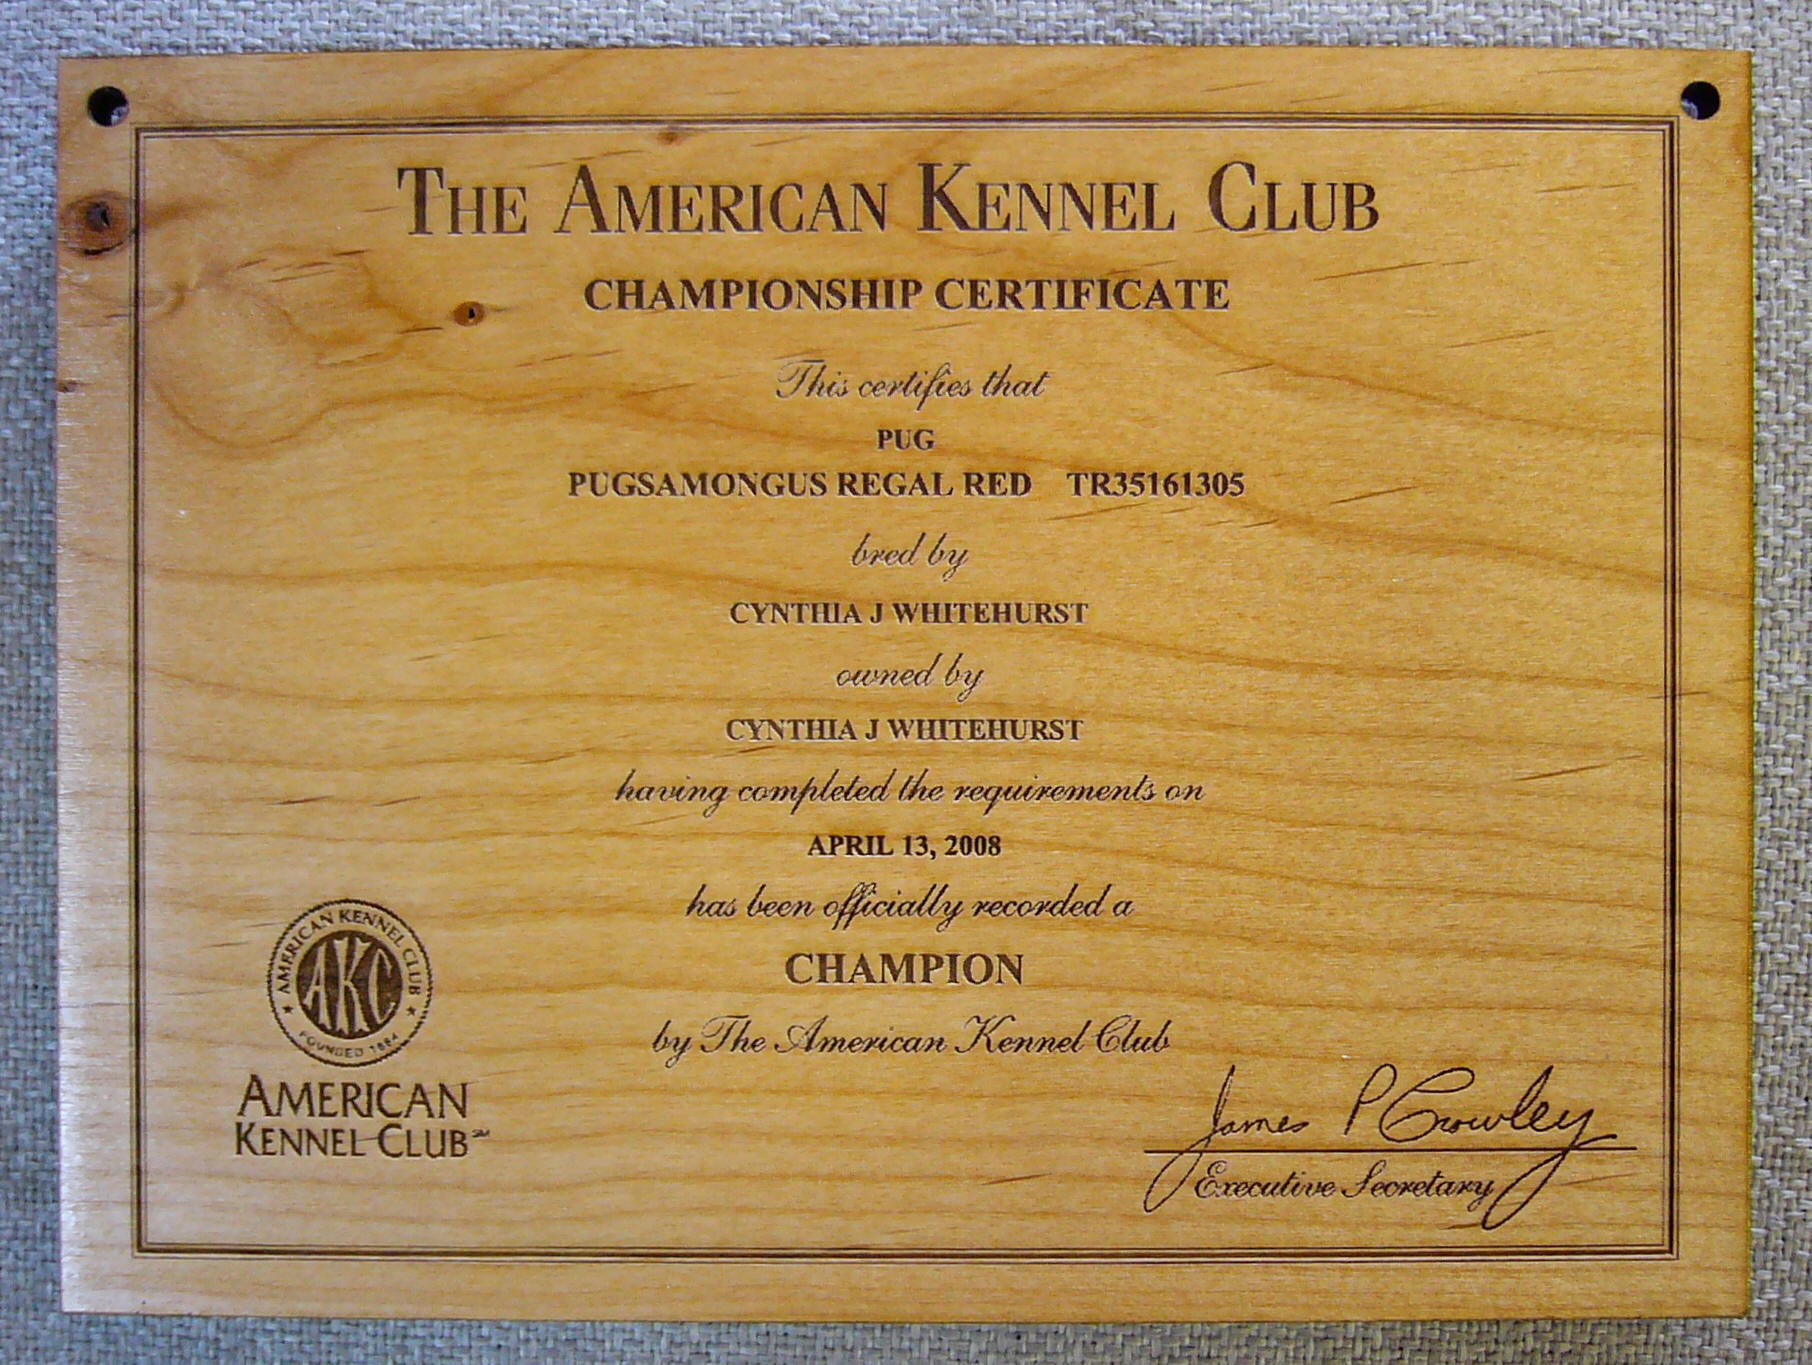 THE AMERICAN KENNEL CLUB
CHAMPIONSHIP CERTIFICATE
This certifies that
PUG
PUGSAMONGUS REGAL RED TR35161305
bred by
CYNTHIA J WHITEHURST
owned by
CYNTHIA J WHITEHURST
having completed the requirements on
APRIL 13, 2008
has been officially recorded a
CHAMPION
by The American Kennel Club
AMERICAN KENNEL CLUB
AKC
FOUNDED 1884
AMERICAN
KENNEL CLUB℠
James P Crowley
Executive Secretary